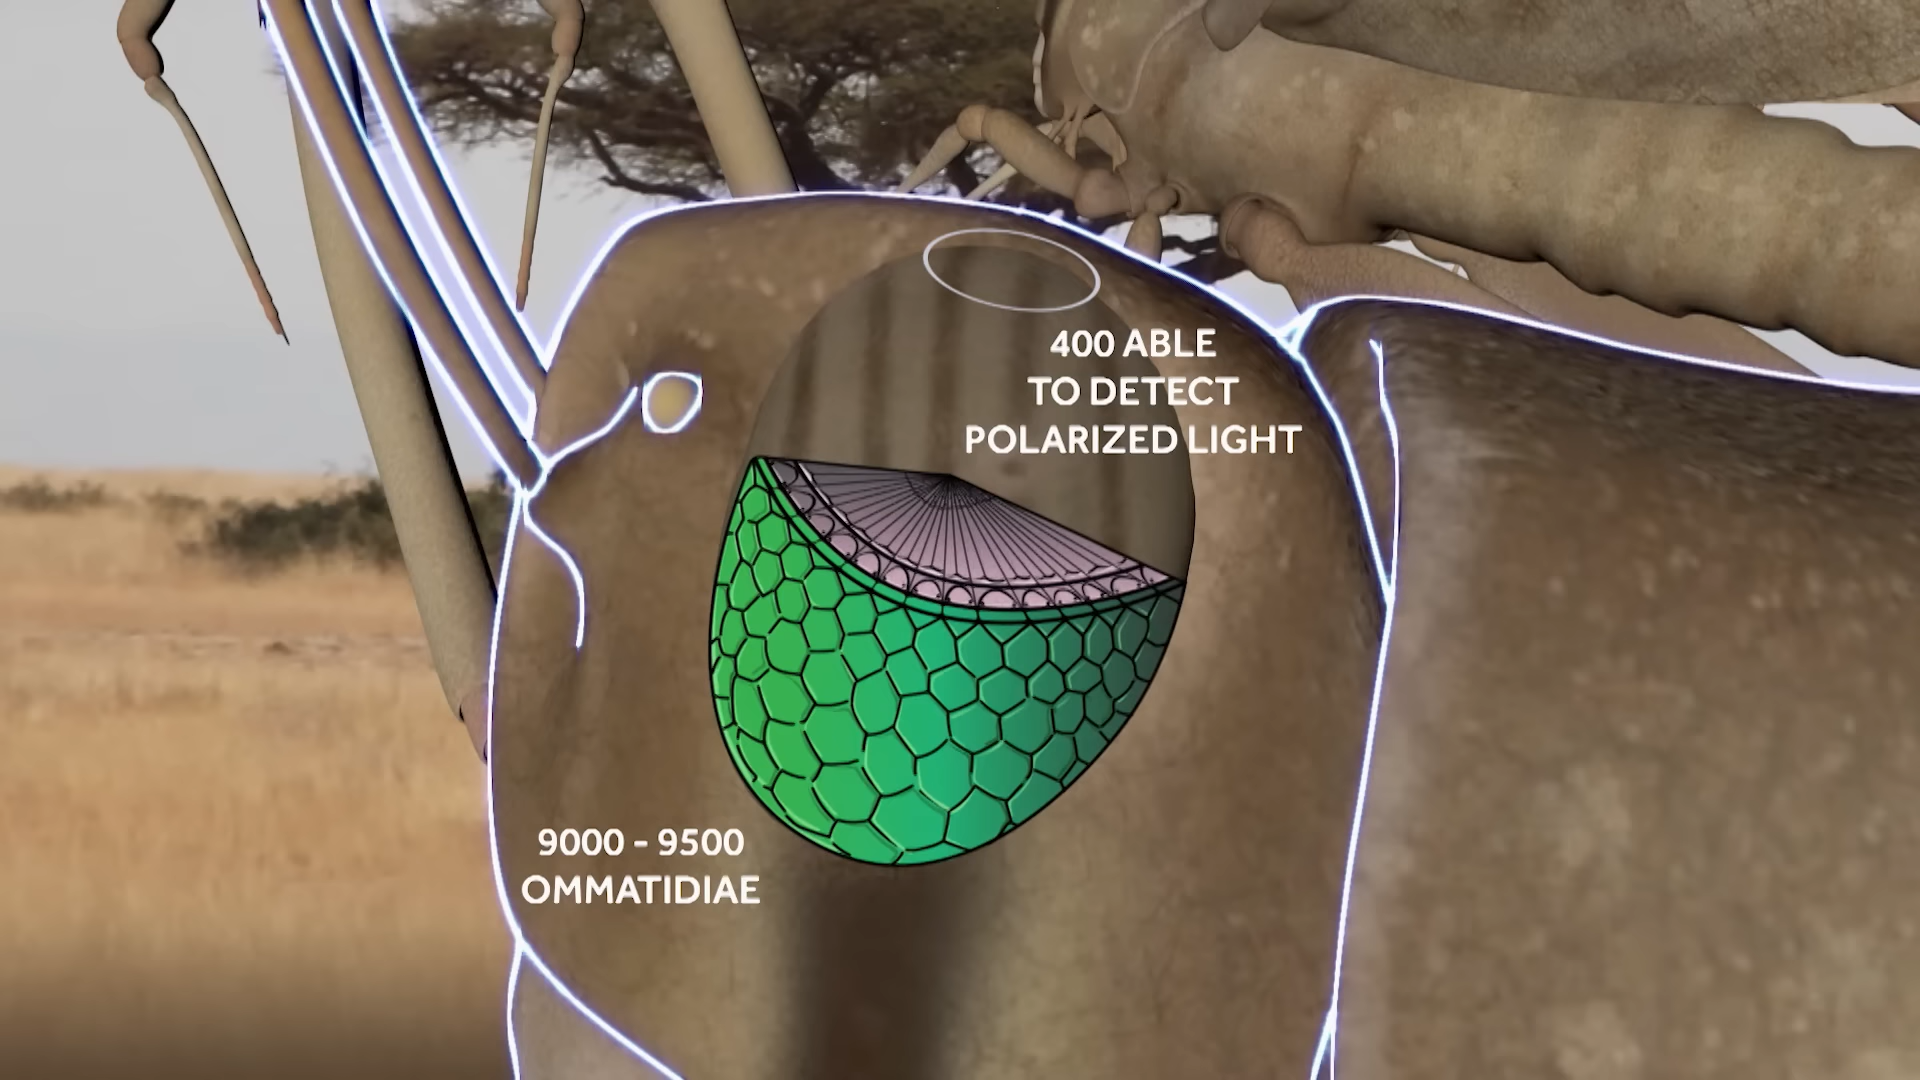 400 ABLE
TO DETECT
POLARIZED LIGHT
9000 - 9500
OMMATIDIAE